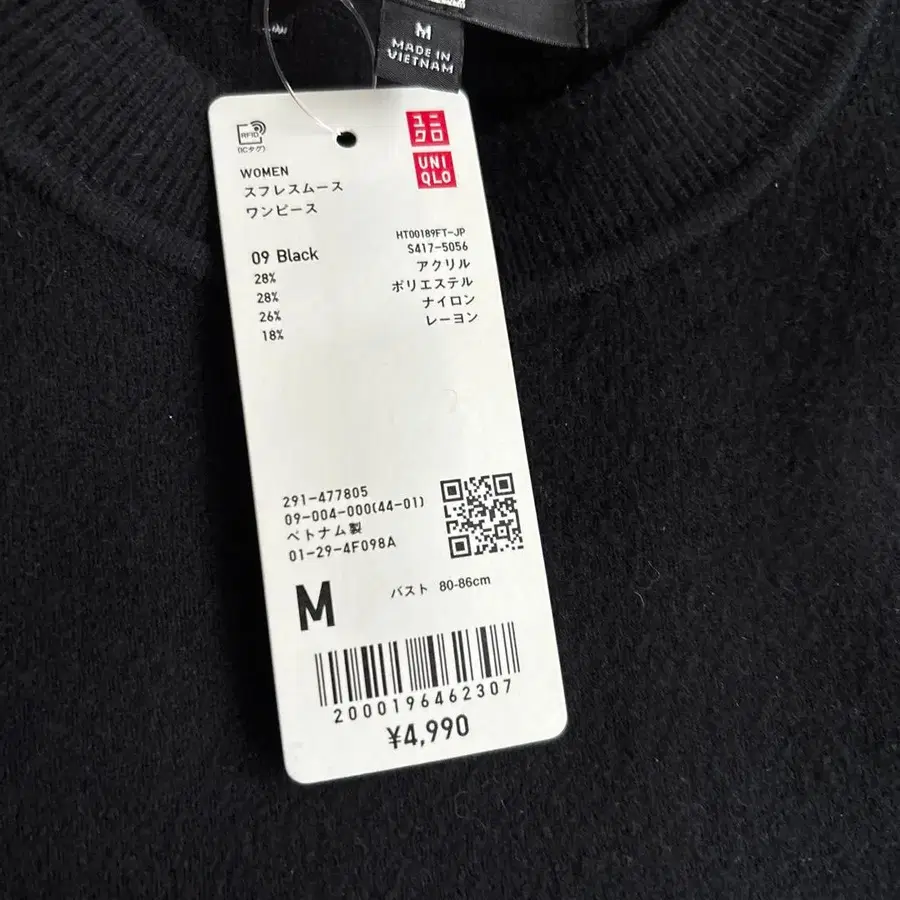 M
MADE IN
VIETNAM
RFID
(ICタグ)
ユニ
クロ
UNI
QLO
WOMEN
スフレスムース
ワンピース
HT00189FT-JP
09 Black S417-5056
28% アクリル
28% ポリエステル
26% ナイロン
18% レーヨン
291-477805
09-004-000(44-01)
ベトナム製
01-29-4F098A
M バスト 80-86cm
2000196462307
¥4,990